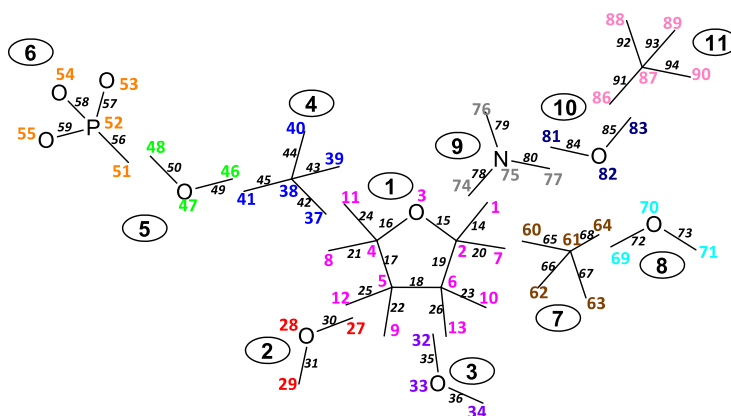 88 89 11
6 92 93
54 53 94
58 O 87 90
O 57 4 76 91
55 59 P 52 40 10 86
O 48 56 9 79 81 83
44 N 84 85
50 46 43 39 78 80 O
51 45 74 75 77 82
O 49 38
47 41 42 1
5 37 11 3 1
24 16 O 15 14 60 64 70
21 4 2 20 65 61 68 O 73
8 17 19 7 66 72 71
5 18 6 67 69 8
12 25 22 23 10 62 63
28 30 26 7
O 27 9 13
2 31 32
29 35 3
33 O 36
34